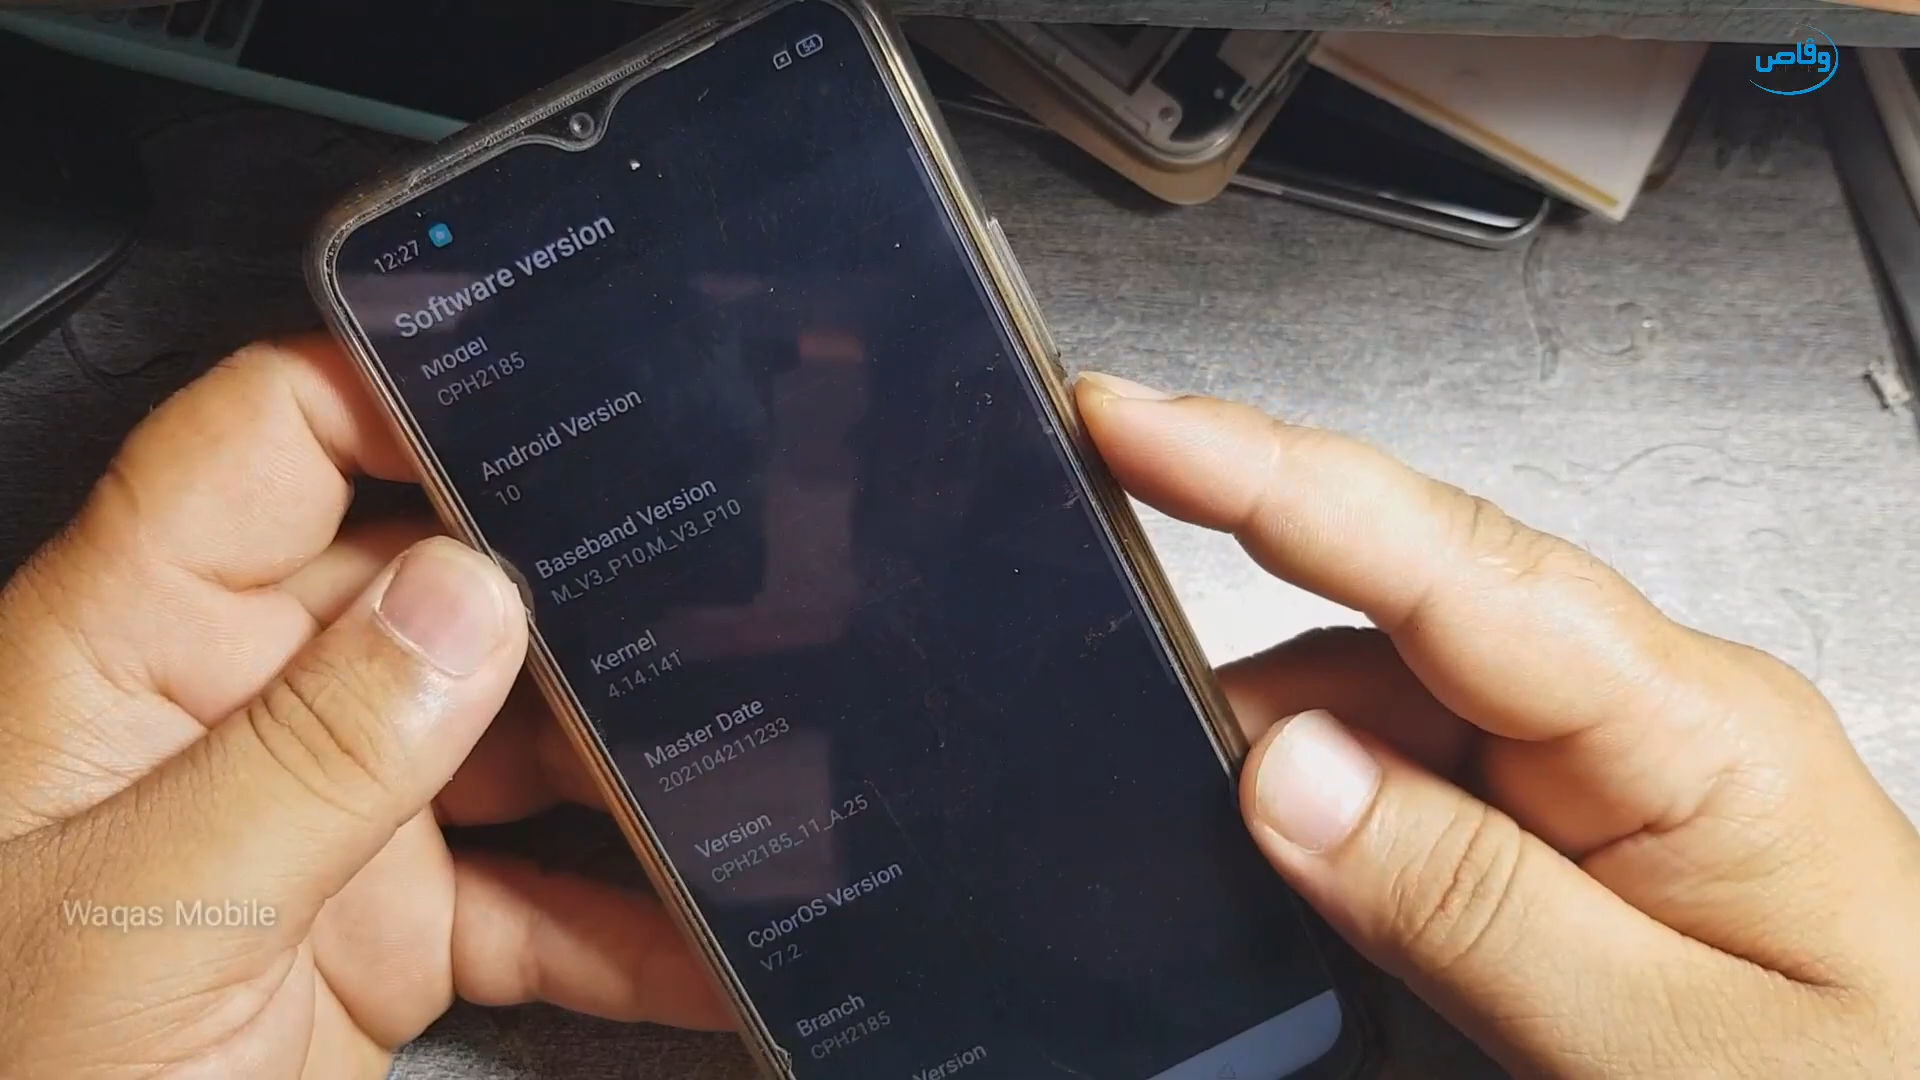 وقاص
54
12:27
Software version
Model
CPH2185
Android Version
10
Baseband Version
M_V3_P10,M_V3_P10
Kernel
4.14.141
Master Date
202104211233
Version
CPH2185_11_A.25
ColorOS Version
V7.2
Branch
CPH2185
Version
Waqas Mobile